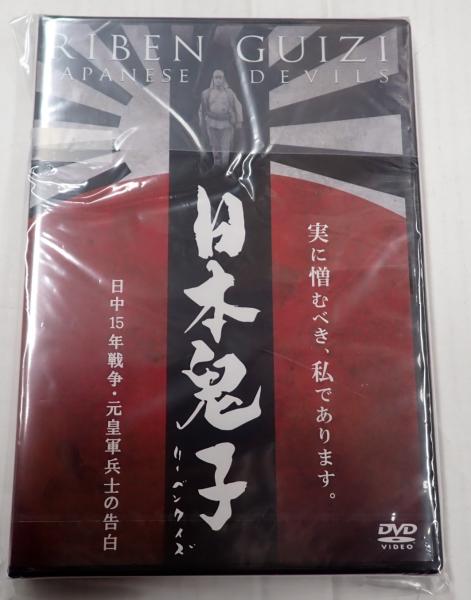 RIBEN GUIZI
JAPANESE DEVILS
日本鬼子
リーベンクイズ
実に憎むべき、私であります。
日中15年戦争・元皇軍兵士の告白
DVD
VIDEO